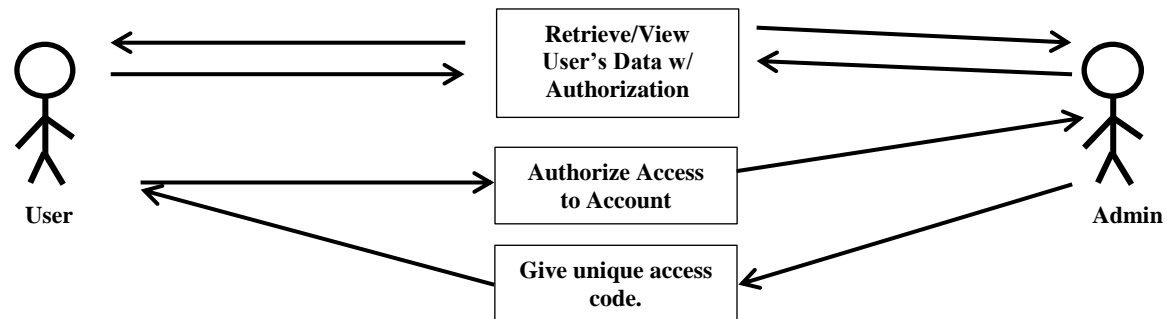 Retrieve/View
User’s Data w/
Authorization
Authorize Access
to Account
User
Admin
Give unique access
code.